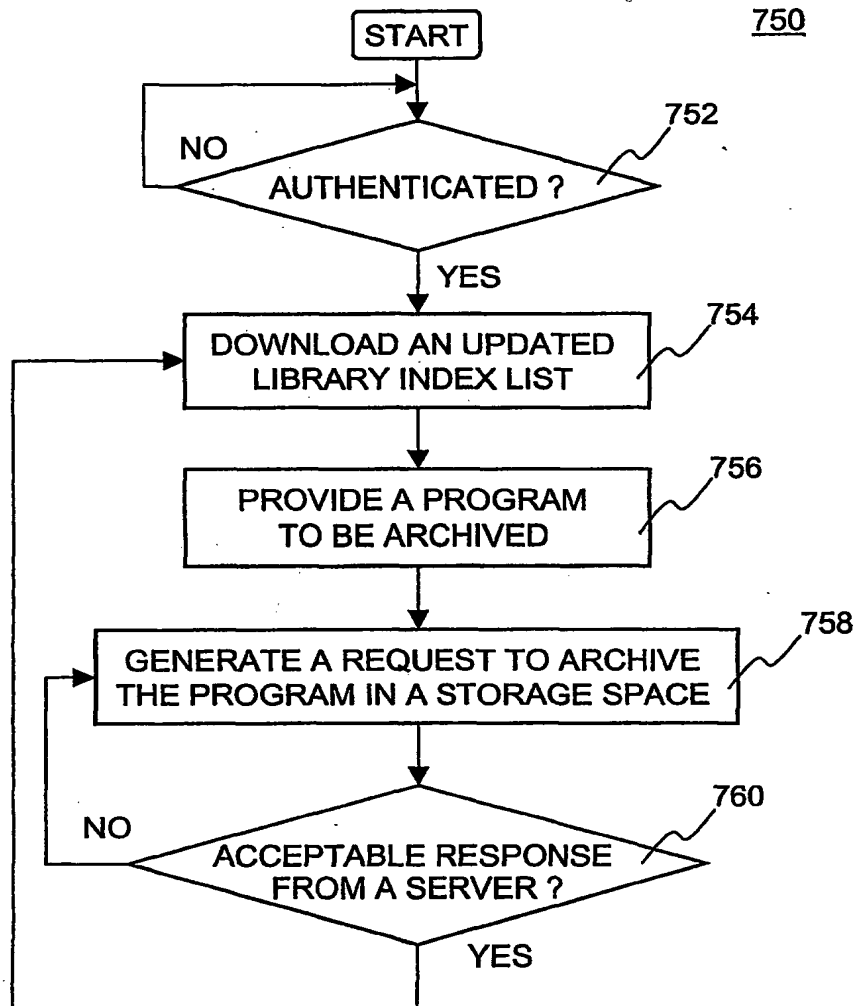 750
START
752
NO
AUTHENTICATED ?
YES
754
DOWNLOAD AN UPDATED
LIBRARY INDEX LIST
756
PROVIDE A PROGRAM
TO BE ARCHIVED
758
GENERATE A REQUEST TO ARCHIVE
THE PROGRAM IN A STORAGE SPACE
760
NO
ACCEPTABLE RESPONSE
FROM A SERVER ?
YES